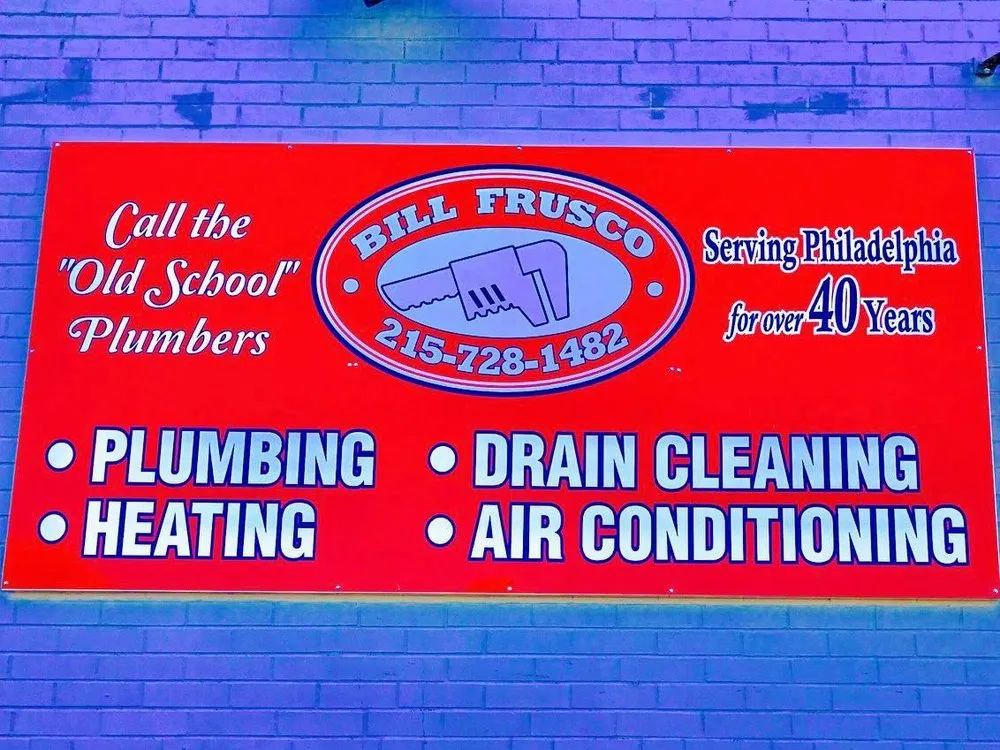 Call the
"Old School"
Plumbers
BILL FRUSCO
215-728-1482
Serving Philadelphia
for over 40 Years
• PLUMBING
• HEATING
• DRAIN CLEANING
• AIR CONDITIONING